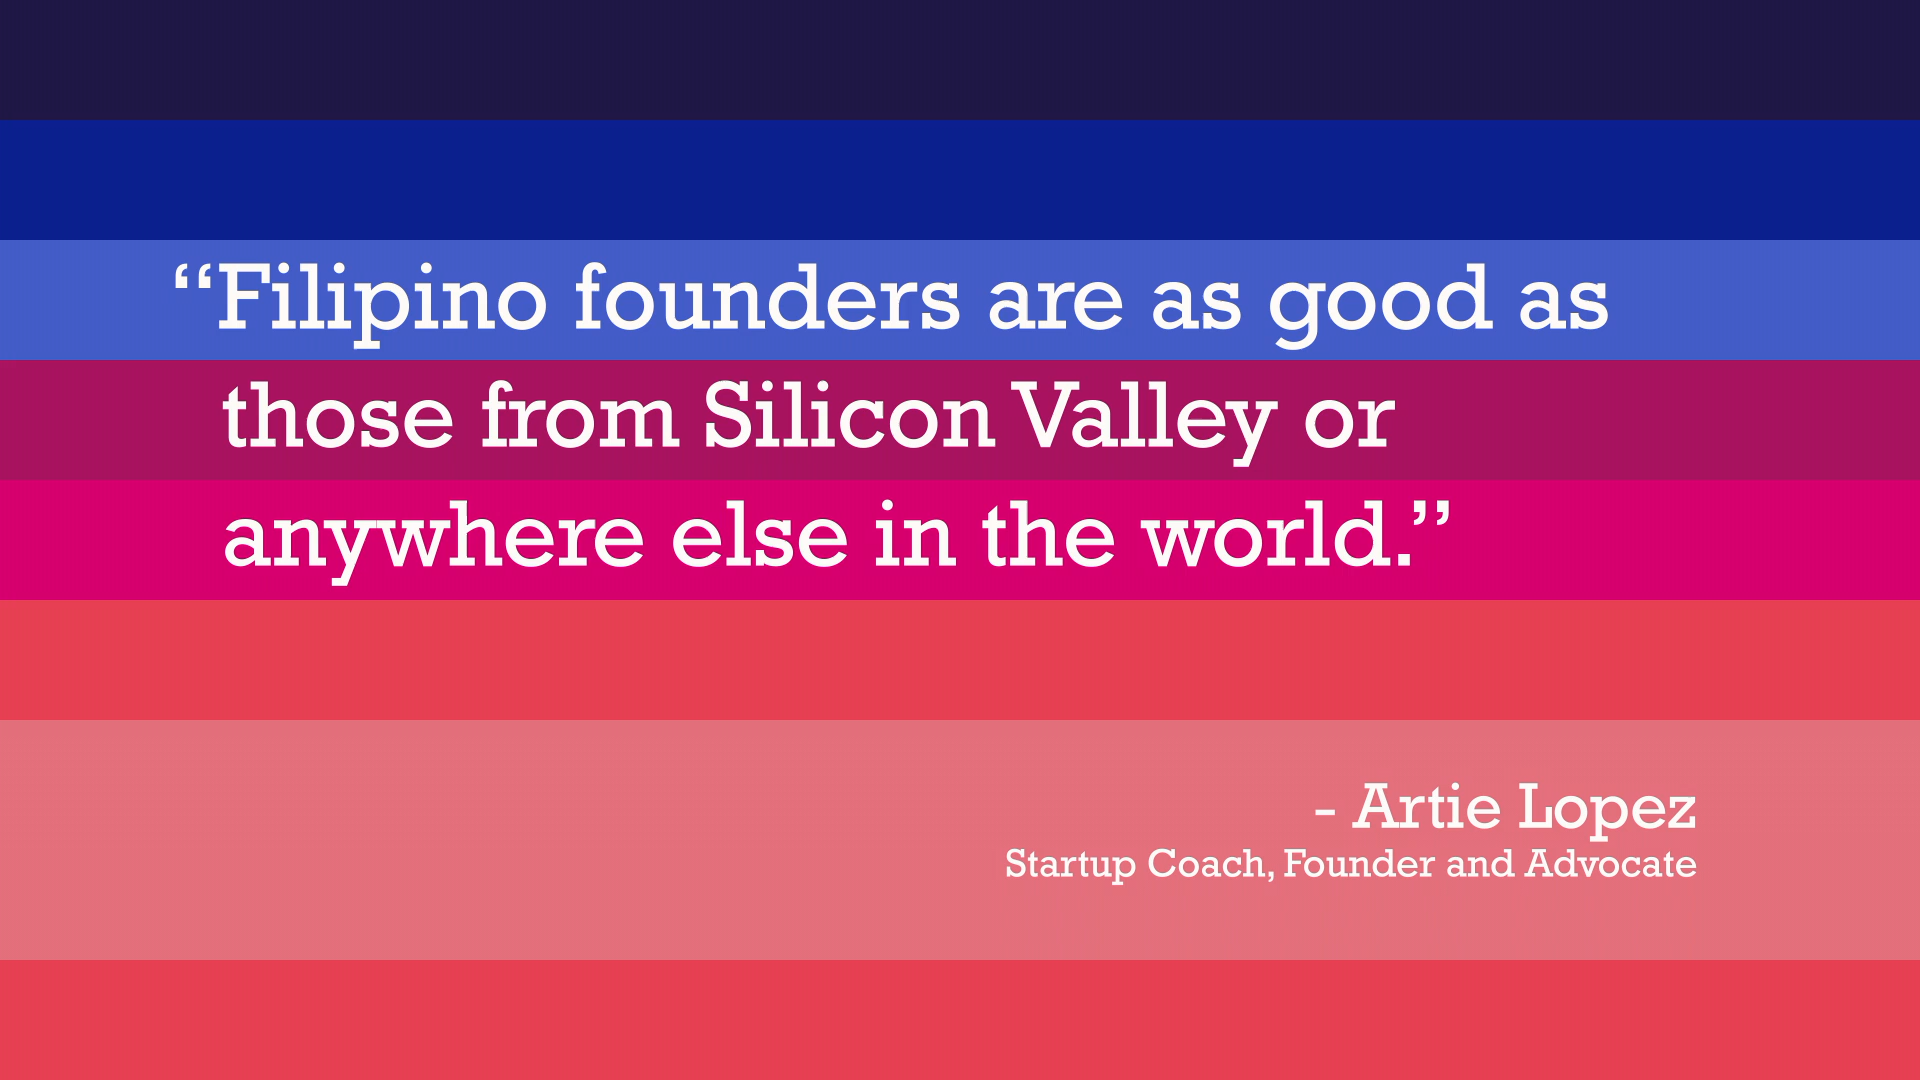 “Filipino founders are as good as
those from Silicon Valley or
anywhere else in the world.”
- Artie Lopez
Startup Coach, Founder and Advocate